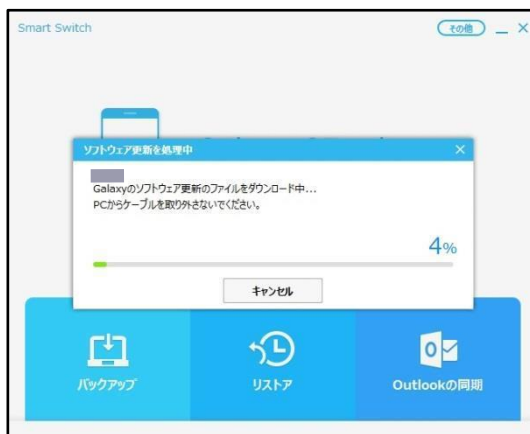 Smart Switch
その他
ソフトウェア更新を処理中
Galaxyのソフトウェア更新のファイルをダウンロード中...
PCからケーブルを取り外さないでください。
4%
キャンセル
バックアップ
リストア
Outlookの同期